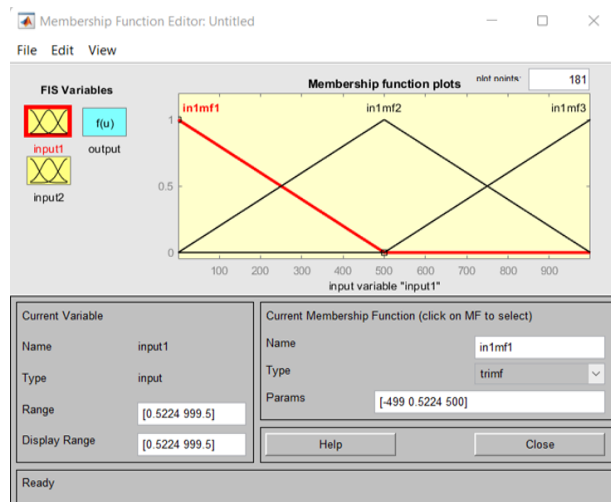 Membership Function Editor: Untitled
File Edit View
FIS Variables
f(u)
input1 output
input2
Membership function plots
plot points: 181
in1mf1 in1mf2 in1mf3
1
0.5
0
100 200 300 400 500 600 700 800 900
input variable "input1"
Current Variable
Name input1
Type input
Range [0.5224 999.5]
Display Range [0.5224 999.5]
Current Membership Function (click on MF to select)
Name in1mf1
Type trimf
Params [-499 0.5224 500]
Help Close
Ready